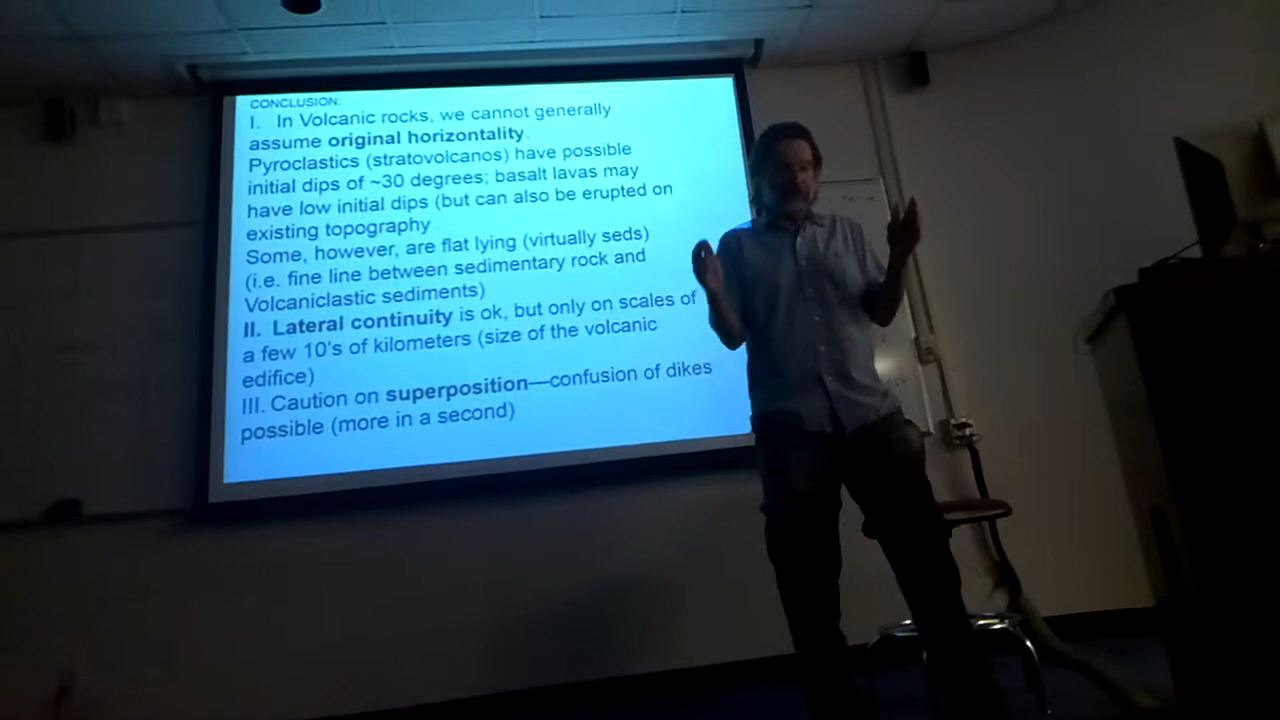 CONCLUSION:
I. In Volcanic rocks, we cannot generally
assume original horizontality.
Pyroclastics (stratovolcanos) have possible
initial dips of ~30 degrees; basalt lavas may
have low initial dips (but can also be erupted on
existing topography
Some, however, are flat lying (virtually seds)
(i.e. fine line between sedimentary rock and
Volcaniclastic sediments)
II. Lateral continuity is ok, but only on scales of
a few 10's of kilometers (size of the volcanic
edifice)
III. Caution on superposition—confusion of dikes
possible (more in a second)